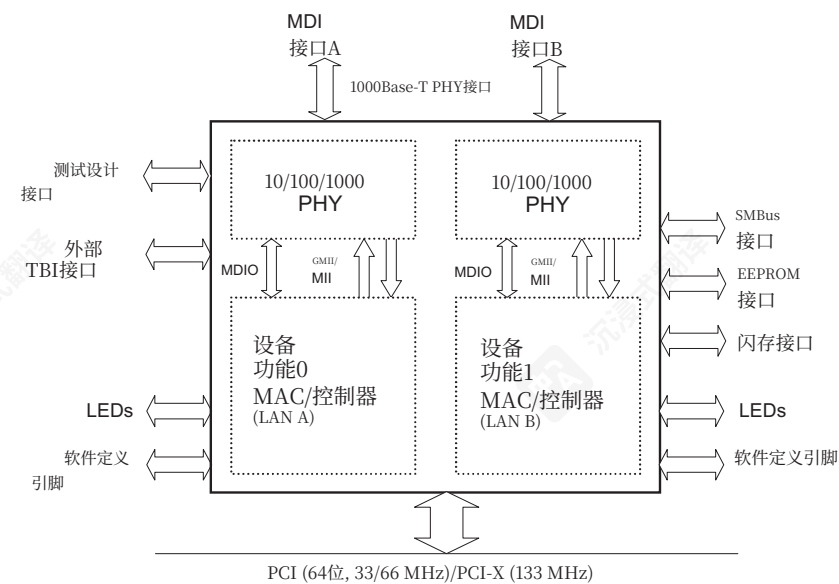 MDI
接口A
MDI
接口B
1000Base-T PHY接口
测试设计
接口
10/100/1000
PHY
10/100/1000
PHY
SMBus
接口
外部
TBI接口
MDIO
GMII/
MII
MDIO
GMII/
MII
EEPROM
接口
设备
功能0
MAC/控制器
(LAN A)
设备
功能1
MAC/控制器
(LAN B)
闪存接口
LEDs
LEDs
软件定义
引脚
软件定义引脚
PCI (64位, 33/66 MHz)/PCI-X (133 MHz)
沉浸式翻译